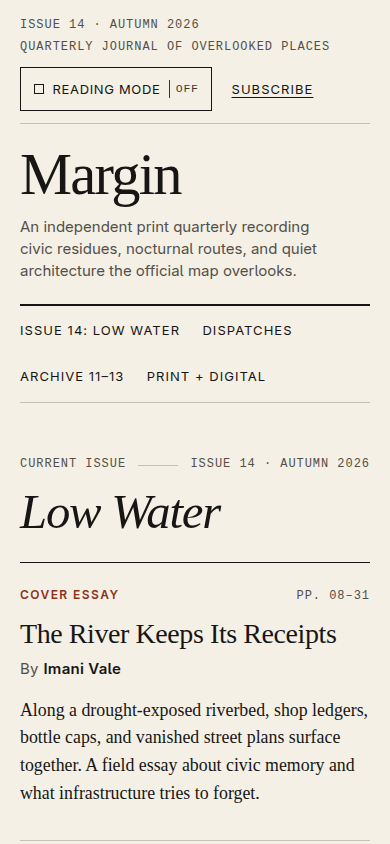 ISSUE 14 · AUTUMN 2026
QUARTERLY JOURNAL OF OVERLOOKED PLACES
READING MODE OFF SUBSCRIBE
Margin
An independent print quarterly recording
civic residues, nocturnal routes, and quiet
architecture the official map overlooks.
ISSUE 14: LOW WATER DISPATCHES
ARCHIVE 11–13 PRINT + DIGITAL
CURRENT ISSUE ISSUE 14 · AUTUMN 2026
Low Water
COVER ESSAY PP. 08–31
The River Keeps Its Receipts
By Imani Vale
Along a drought-exposed riverbed, shop ledgers,
bottle caps, and vanished street plans surface
together. A field essay about civic memory and
what infrastructure tries to forget.